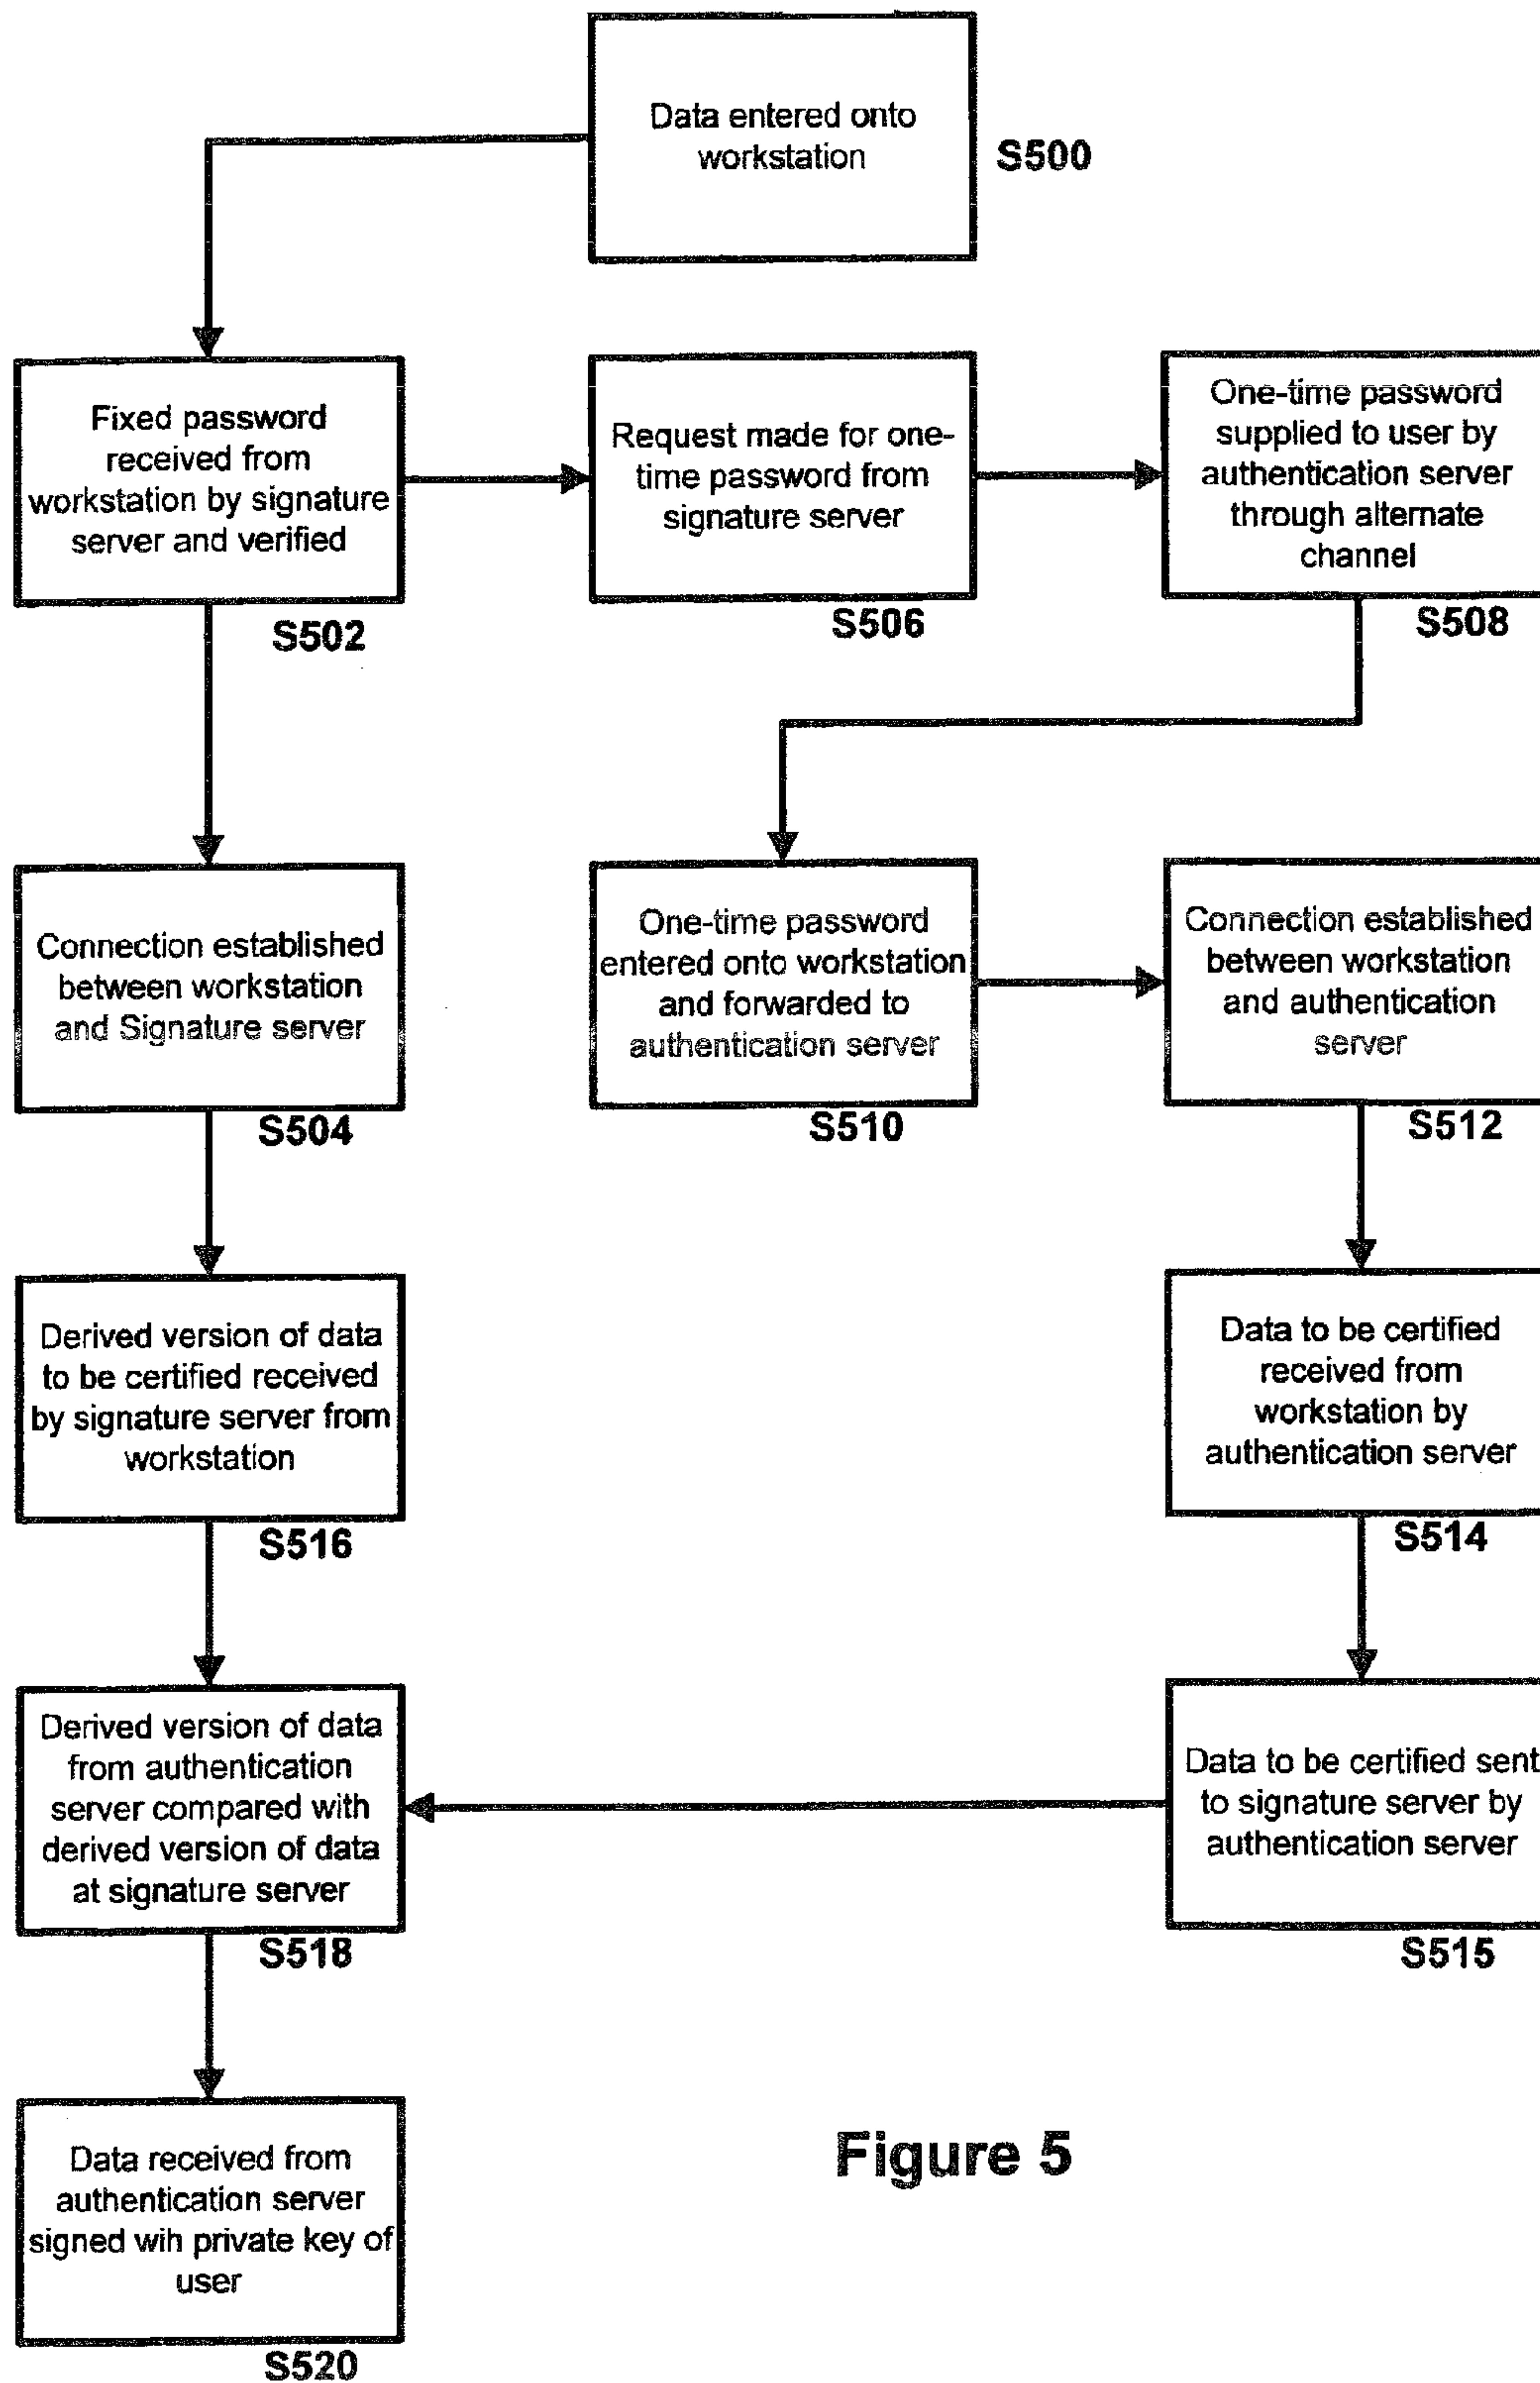 Data entered onto
workstation
S500
Fixed password
received from
workstation by signature
server and verified
S502
Request made for one-
time password from
signature server
S506
One-time password
supplied to user by
authentication server
through alternate
channel
S508
Connection established
between workstation
and Signature server
S504
One-time password
entered onto workstation
and forwarded to
authentication server
S510
Connection established
between workstation
and authentication
server
S512
Derived version of data
to be certified received
by signature server from
workstation
S516
Data to be certified
received from
workstation by
authentication server
S514
Derived version of data
from authentication
server compared with
derived version of data
at signature server
S518
Data to be certified sent
to signature server by
authentication server
S515
Data received from
authentication server
signed wih private key of
user
S520
Figure 5